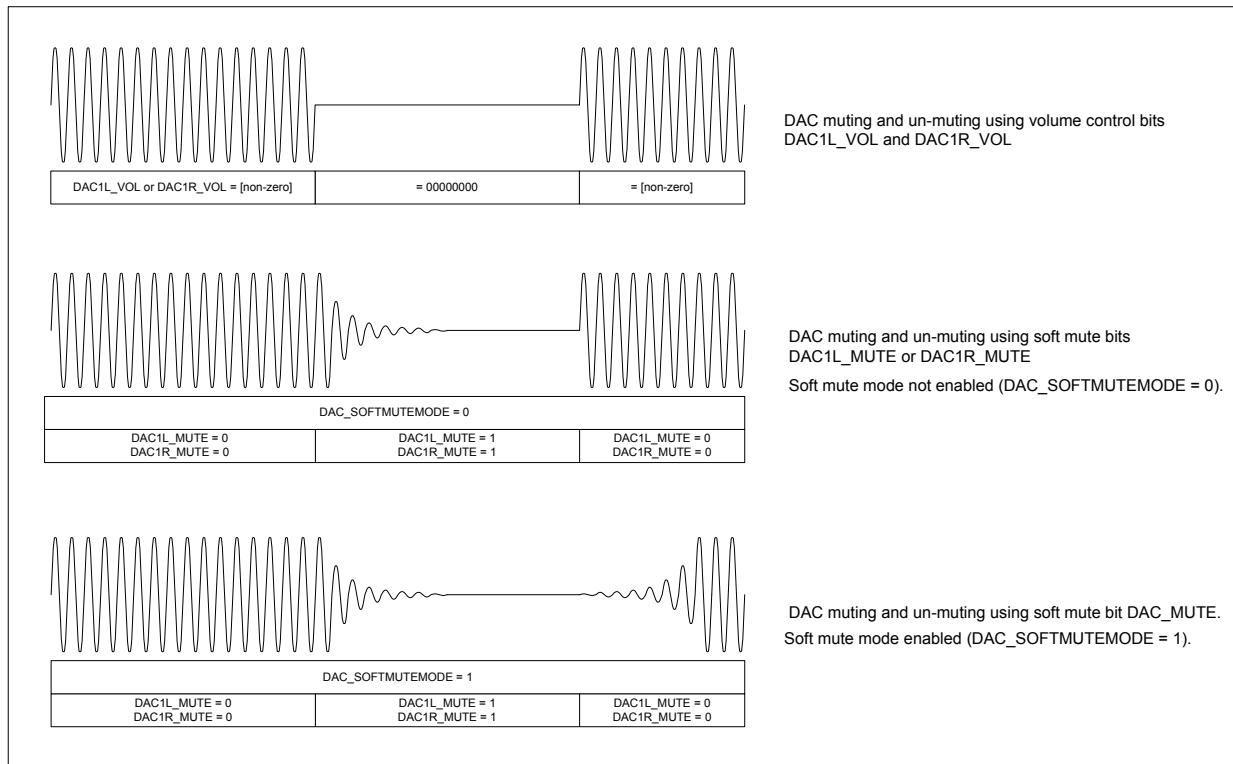 DAC muting and un-muting using volume control bits
DAC1L_VOL and DAC1R_VOL
DAC1L_VOL or DAC1R_VOL = [non-zero]
= 00000000
= [non-zero]
DAC muting and un-muting using soft mute bits
DAC1L_MUTE or DAC1R_MUTE
Soft mute mode not enabled (DAC_SOFTMUTEMODE = 0).
DAC_SOFTMUTEMODE = 0
DAC1L_MUTE = 0
DAC1R_MUTE = 0
DAC1L_MUTE = 1
DAC1R_MUTE = 1
DAC1L_MUTE = 0
DAC1R_MUTE = 0
DAC muting and un-muting using soft mute bit DAC_MUTE.
Soft mute mode enabled (DAC_SOFTMUTEMODE = 1).
DAC_SOFTMUTEMODE = 1
DAC1L_MUTE = 0
DAC1R_MUTE = 0
DAC1L_MUTE = 1
DAC1R_MUTE = 1
DAC1L_MUTE = 0
DAC1R_MUTE = 0